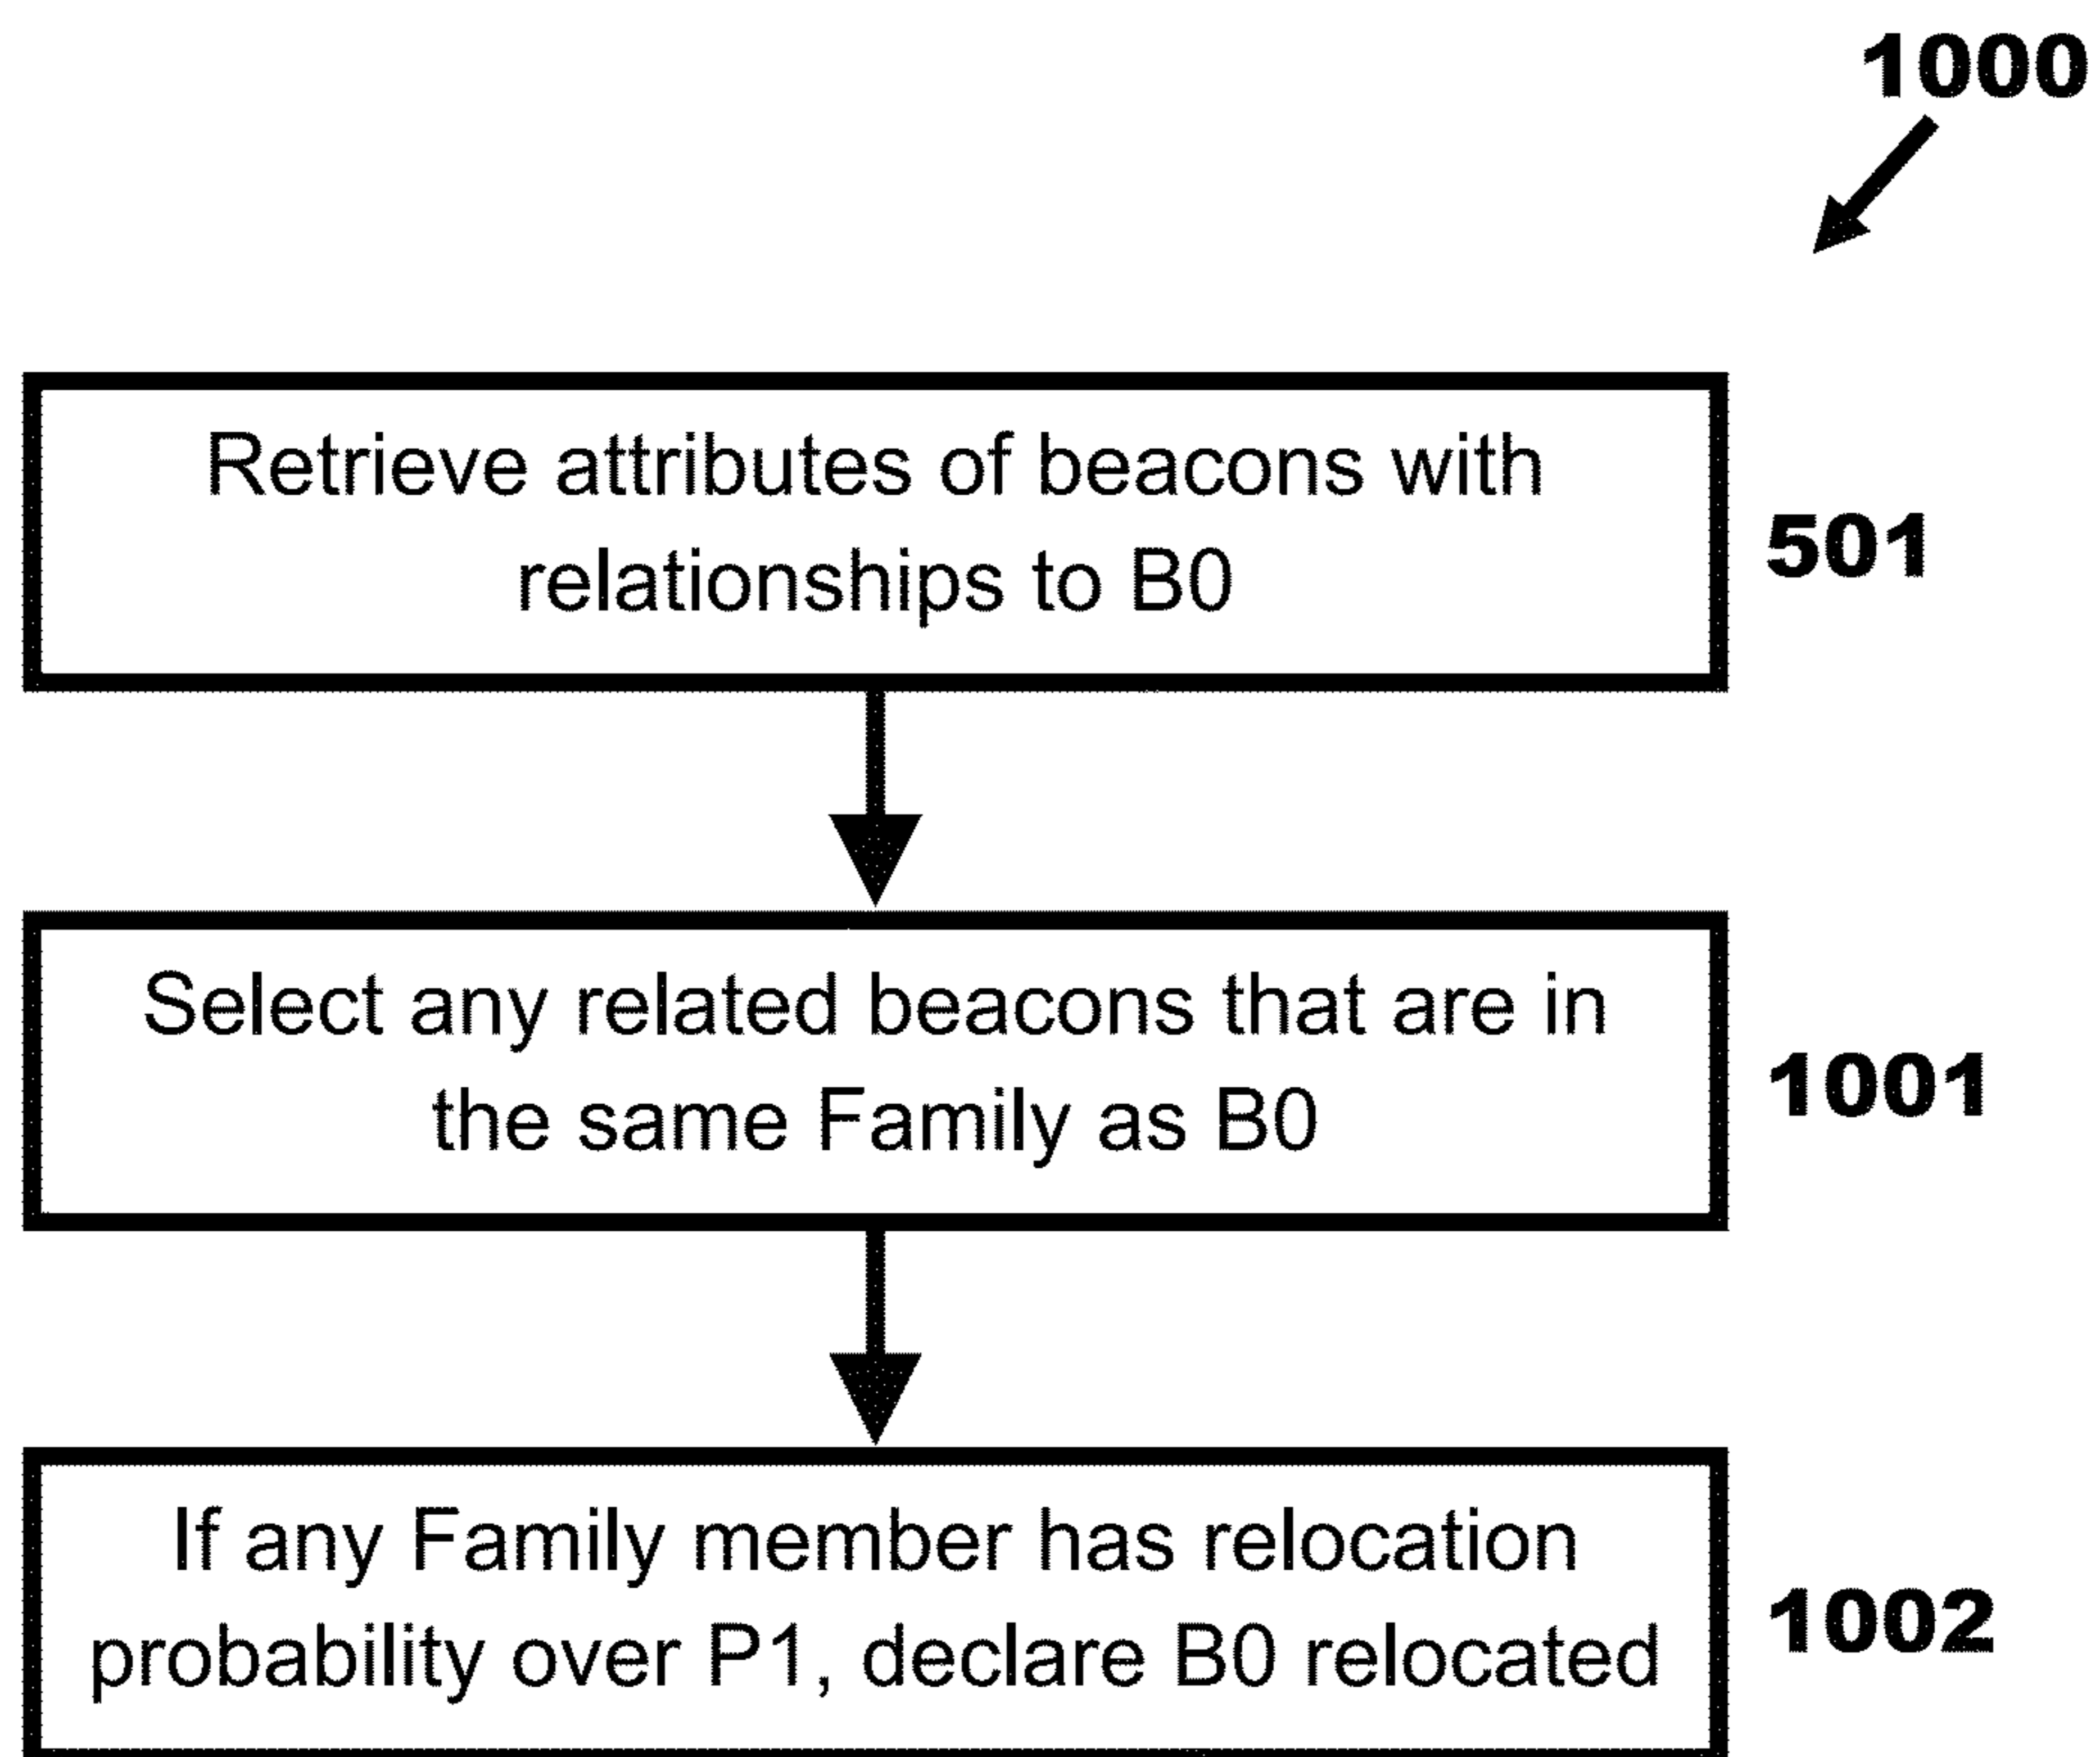 1000
Retrieve attributes of beacons with
relationships to B0
501
Select any related beacons that are in
the same Family as B0
1001
If any Family member has relocation
probability over P1, declare B0 relocated
1002